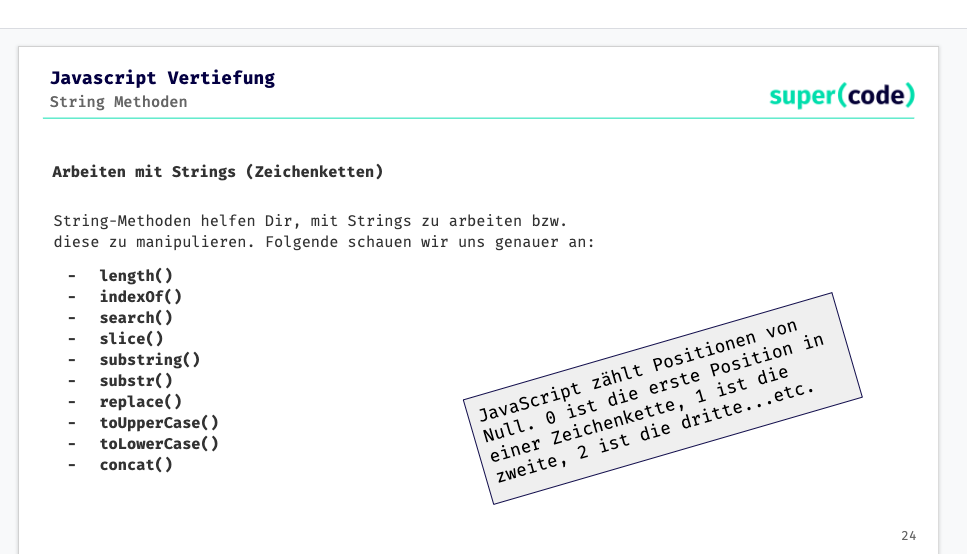 Javascript Vertiefung
String Methoden
super(code)
Arbeiten mit Strings (Zeichenketten)
String-Methoden helfen Dir, mit Strings zu arbeiten bzw.
diese zu manipulieren. Folgende schauen wir uns genauer an:
- length()
- indexOf()
- search()
- slice()
- substring()
- substr()
- replace()
- toUpperCase()
- toLowerCase()
- concat()
JavaScript zählt Positionen von
Null. 0 ist die erste Position in
einer Zeichenkette, 1 ist die
zweite, 2 ist die dritte...etc.
24